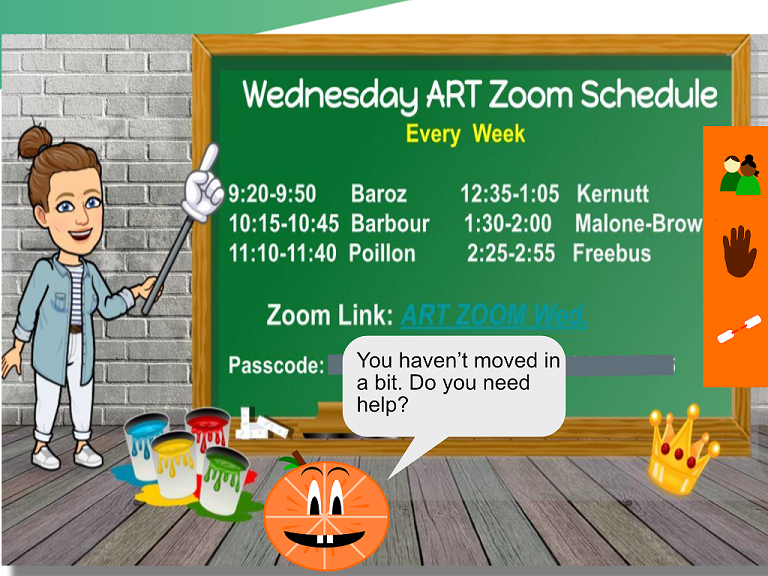 Wednesday ART Zoom Schedule
Every Week
9:20-9:50 Baroz 12:35-1:05 Kernutt
10:15-10:45 Barbour 1:30-2:00 Malone-Brow
11:10-11:40 Poillon 2:25-2:55 Freebus
Zoom Link: ART ZOOM Wed.
Passcode:
You haven't moved in
a bit. Do you need
help?